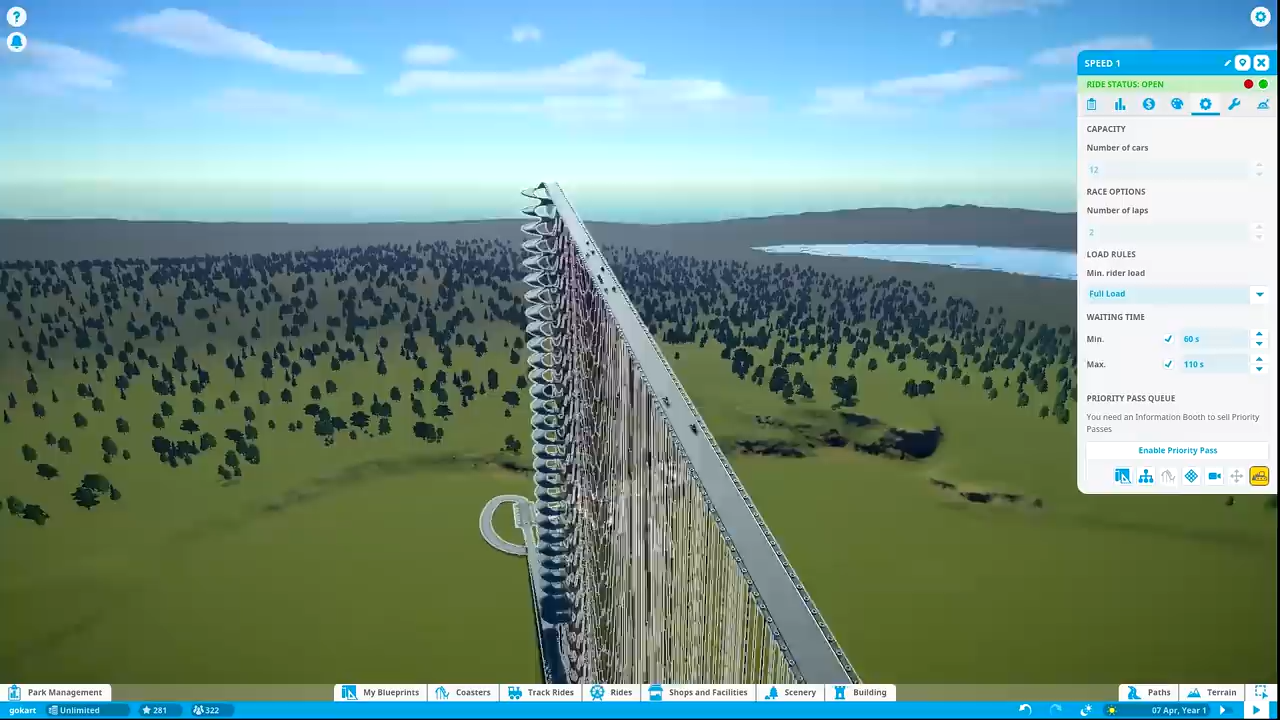 SPEED 1
RIDE STATUS: OPEN
CAPACITY
Number of cars
12
RACE OPTIONS
Number of laps
2
LOAD RULES
Min. rider load
Full Load
WAITING TIME
Min. 60 s
Max. 110 s
PRIORITY PASS QUEUE
You need an Information Booth to sell Priority
Passes
Enable Priority Pass
Park Management My Blueprints Coasters Track Rides Rides Shops and Facilities Scenery Building Paths Terrain
gokart Unlimited 281 322 07 Apr, Year 1